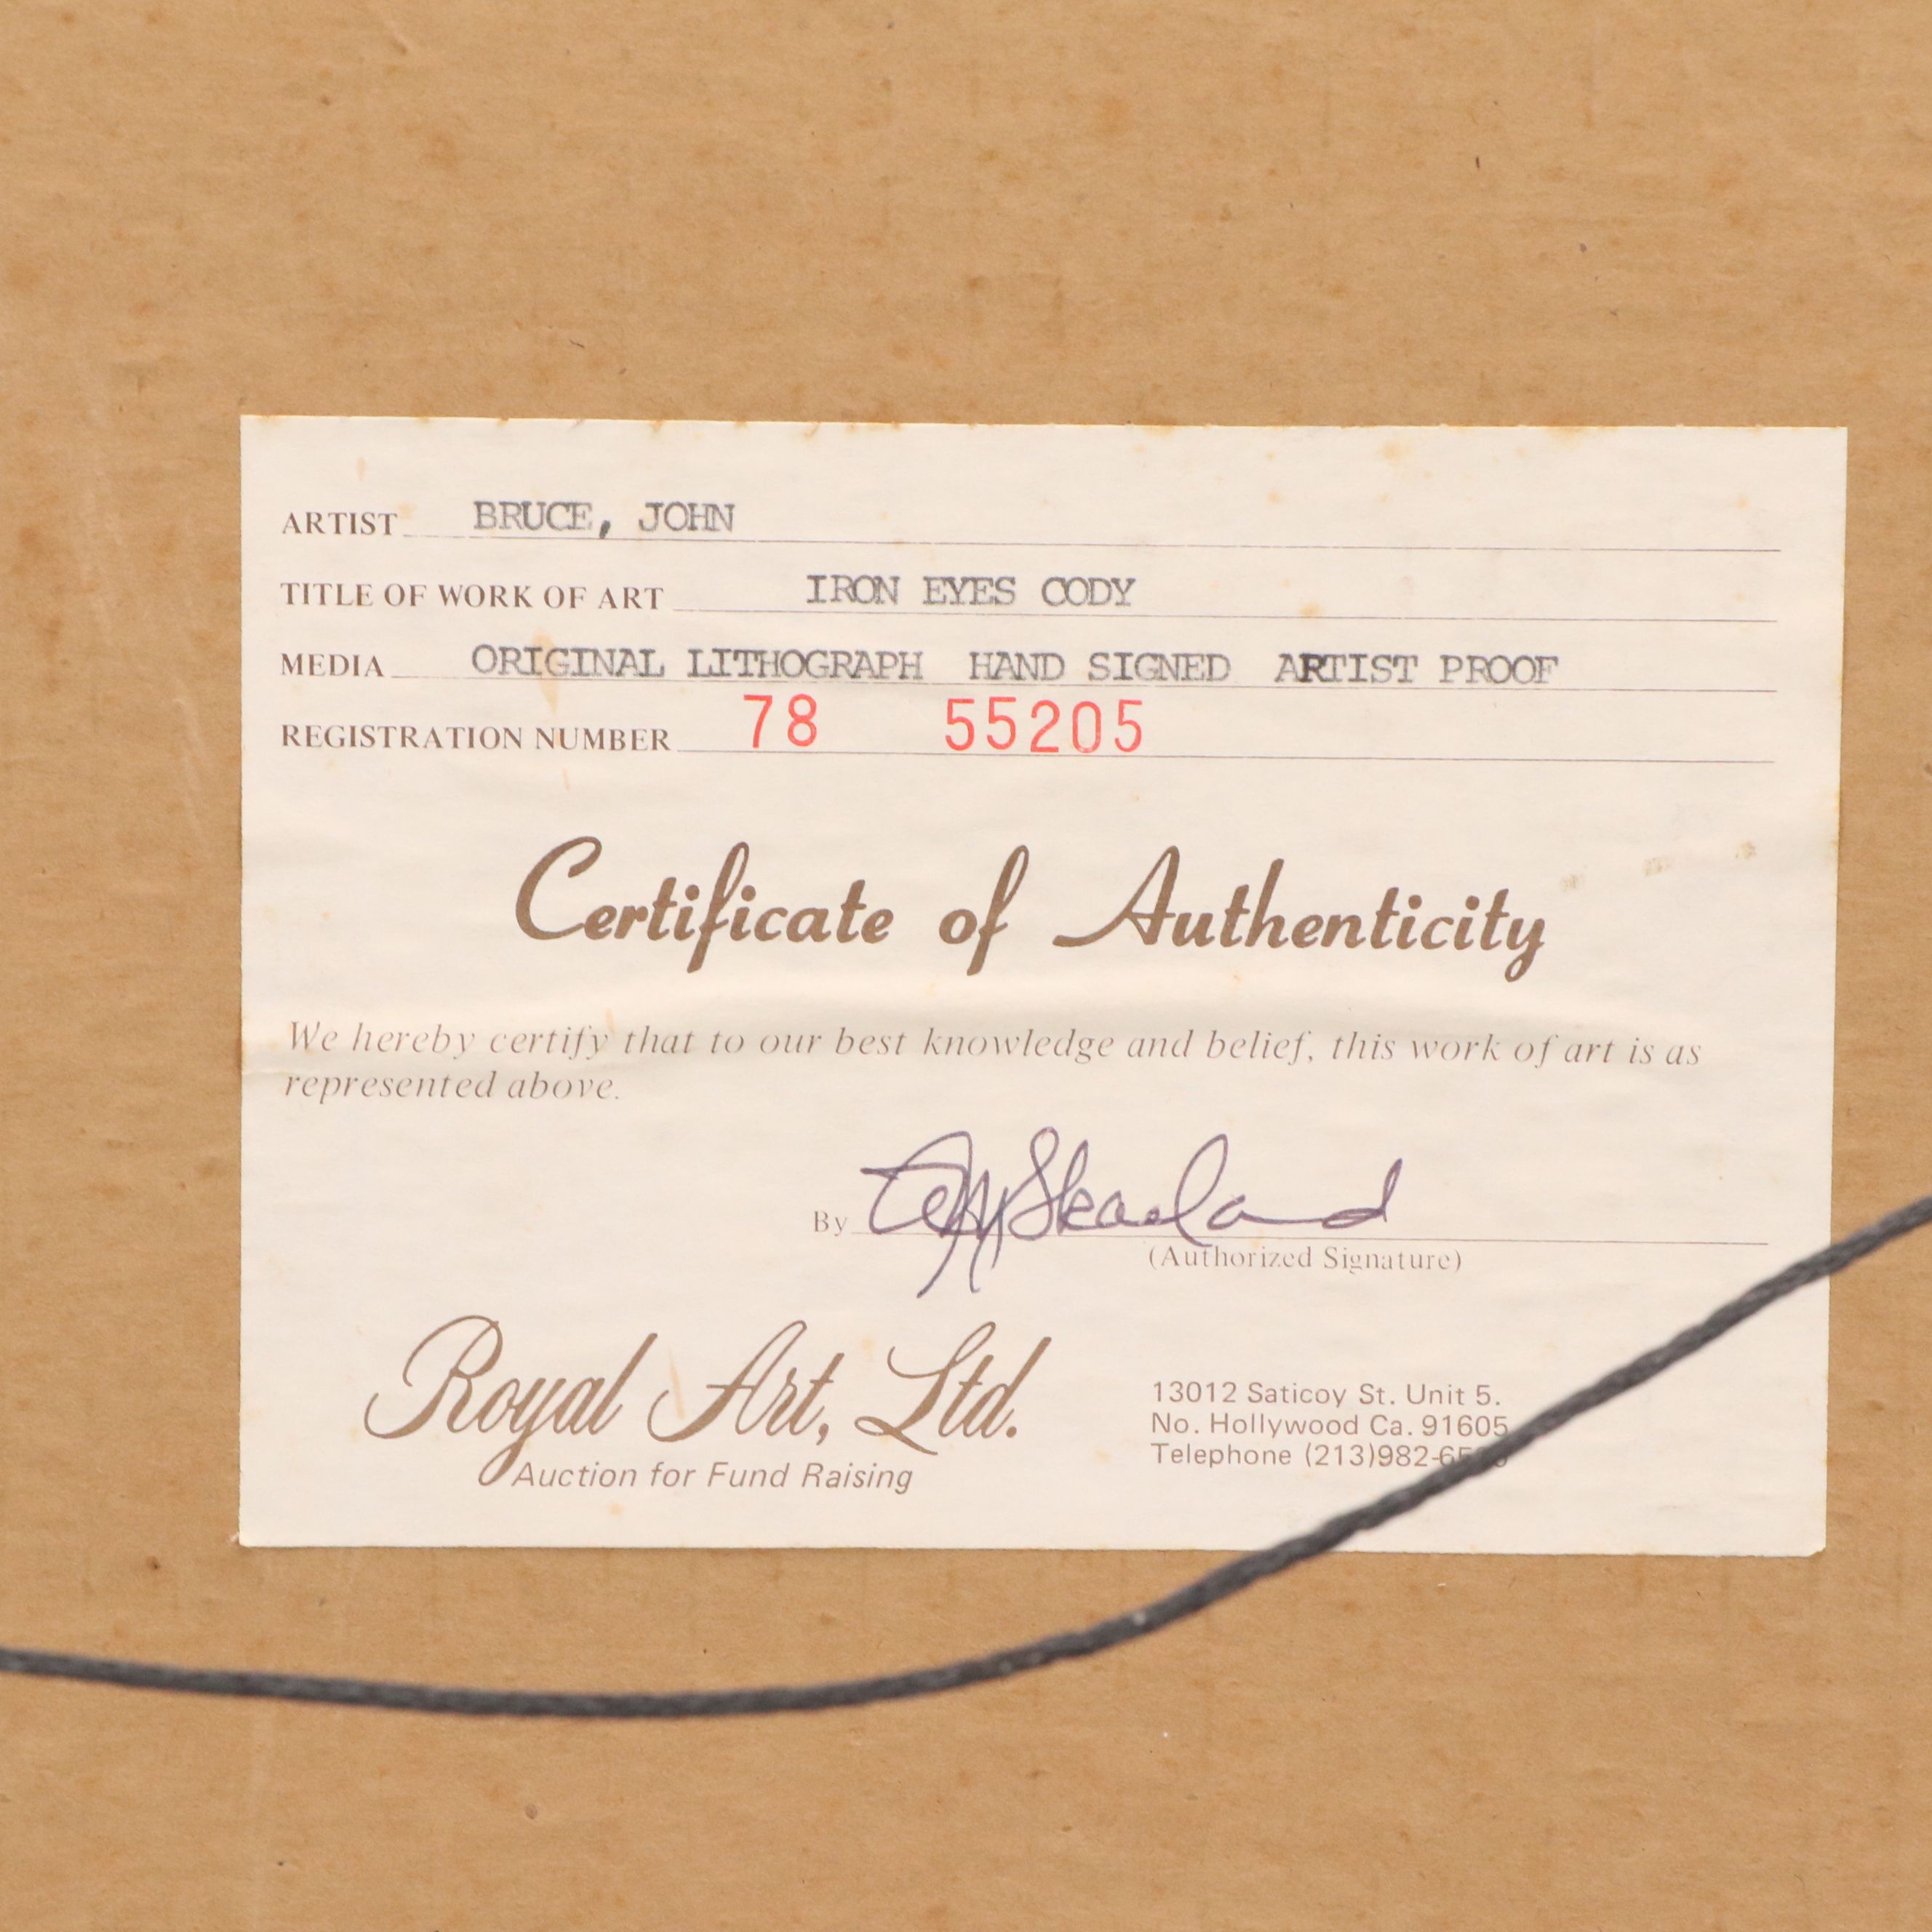 ARTIST BRUCE, JOHN
TITLE OF WORK OF ART IRON EYES CODY
MEDIA ORIGINAL LITHOGRAPH HAND SIGNED ARTIST PROOF
REGISTRATION NUMBER 78 55205
Certificate of Authenticity
We hereby certify that to our best knowledge and belief, this work of art is as
represented above.
By
(Authorized Signature)
Royal Art, Ltd.
Auction for Fund Raising
13012 Saticoy St. Unit 5.
No. Hollywood Ca. 91605
Telephone